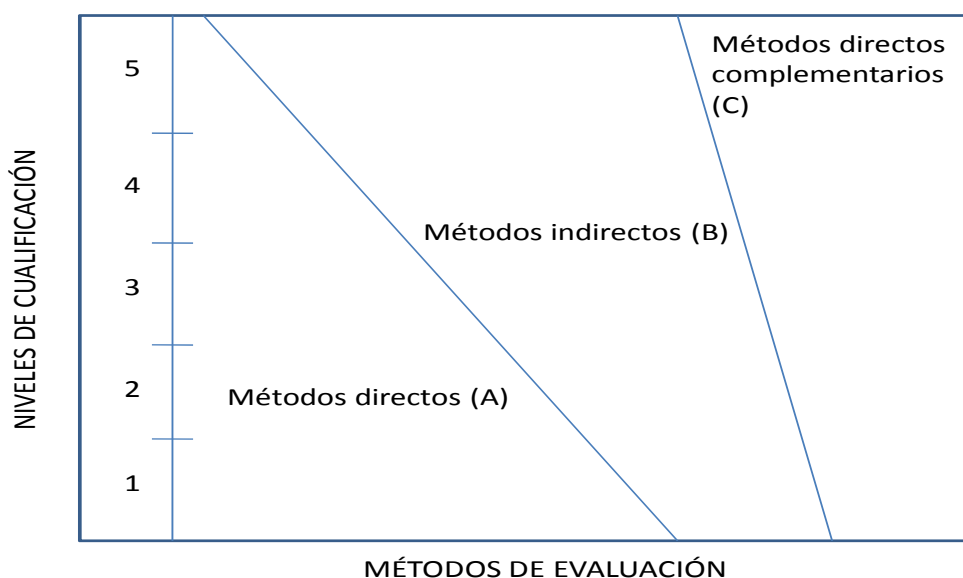 NIVELES DE CUALIFICACIÓN
5
4
3
2
1
Métodos directos
complementarios
(C)
Métodos indirectos (B)
Métodos directos (A)
MÉTODOS DE EVALUACIÓN